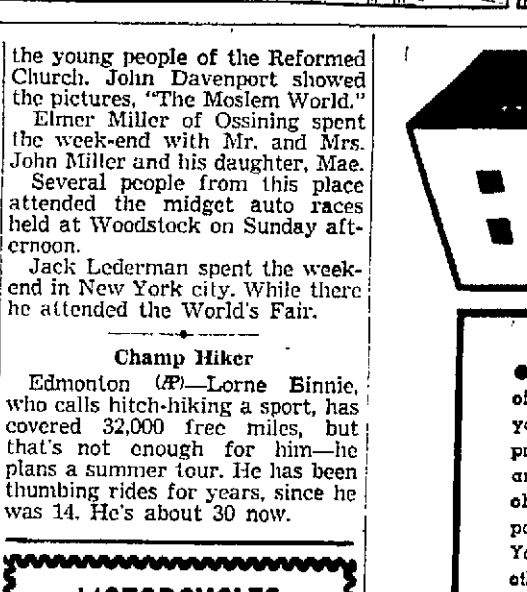 the young people of the Reformed
Church. John Davenport showed
the pictures, "The Moslem World."
Elmer Miller of Ossining spent
the week-end with Mr. and Mrs.
John Miller and his daughter, Mae.
Several people from this place
attended the midget auto races
held at Woodstock on Sunday aft-
ernoon.
Jack Lederman spent the week-
end in New York city. While there
he attended the World's Fair.
Champ Hiker
Edmonton (AP)—Lorne Binnie,
who calls hitch-hiking a sport, has
covered 32,000 free miles, but
that's not enough for him—he
plans a summer tour. He has been
thumbing rides for years, since he
was 14. He's about 30 now.